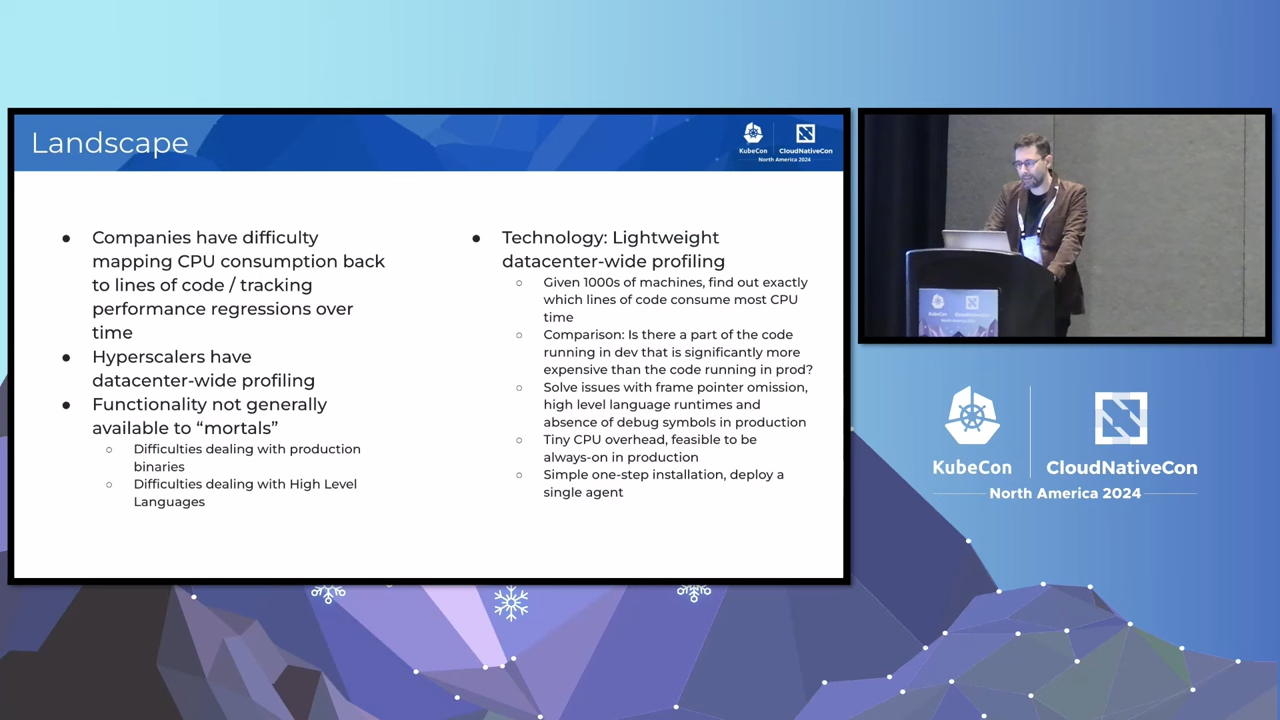 Landscape
KubeCon
CloudNativeCon
North America 2024
● Companies have difficulty
mapping CPU consumption back
to lines of code / tracking
performance regressions over
time
● Hyperscalers have
datacenter-wide profiling
● Functionality not generally
available to “mortals”
○ Difficulties dealing with production
binaries
○ Difficulties dealing with High Level
Languages
● Technology: Lightweight
datacenter-wide profiling
○ Given 1000s of machines, find out exactly
which lines of code consume most CPU
time
○ Comparison: Is there a part of the code
running in dev that is significantly more
expensive than the code running in prod?
○ Solve issues with frame pointer omission,
high level language runtimes and
absence of debug symbols in production
○ Tiny CPU overhead, feasible to be
always-on in production
○ Simple one-step installation, deploy a
single agent
KubeCon
CloudNativeCon
North America 2024